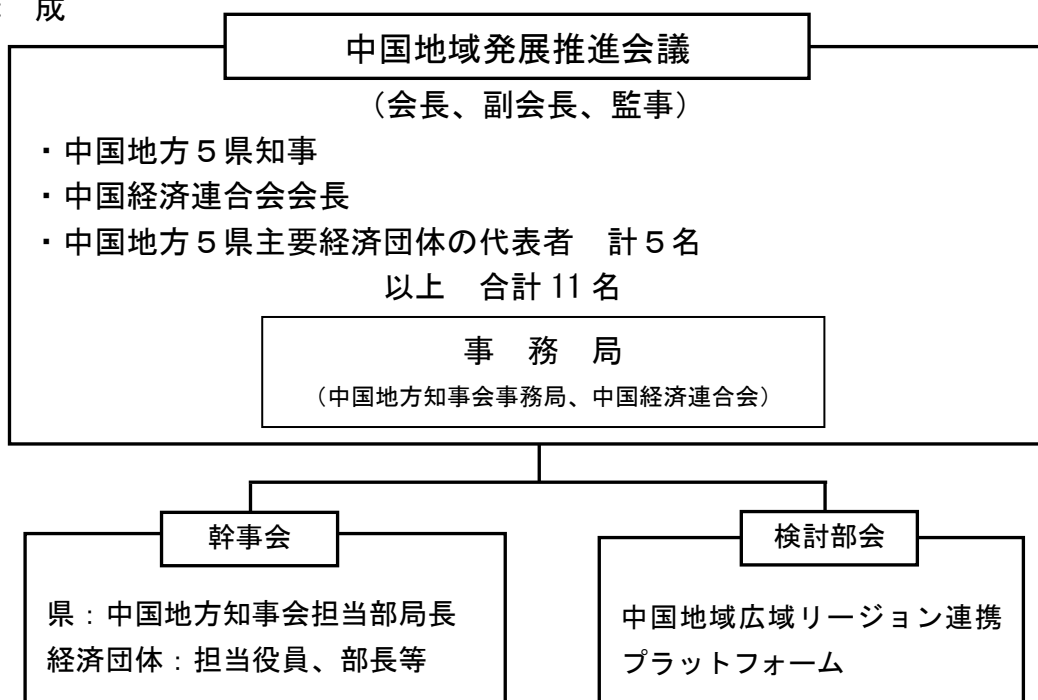 成
中国地域発展推進会議
（会長、副会長、監事）
・中国地方５県知事
・中国経済連合会会長
・中国地方５県主要経済団体の代表者　計５名
以上　合計 11 名
事　務　局
（中国地方知事会事務局、中国経済連合会）
幹事会
県：中国地方知事会担当部局長
経済団体：担当役員、部長等
検討部会
中国地域広域リージョン連携
プラットフォーム